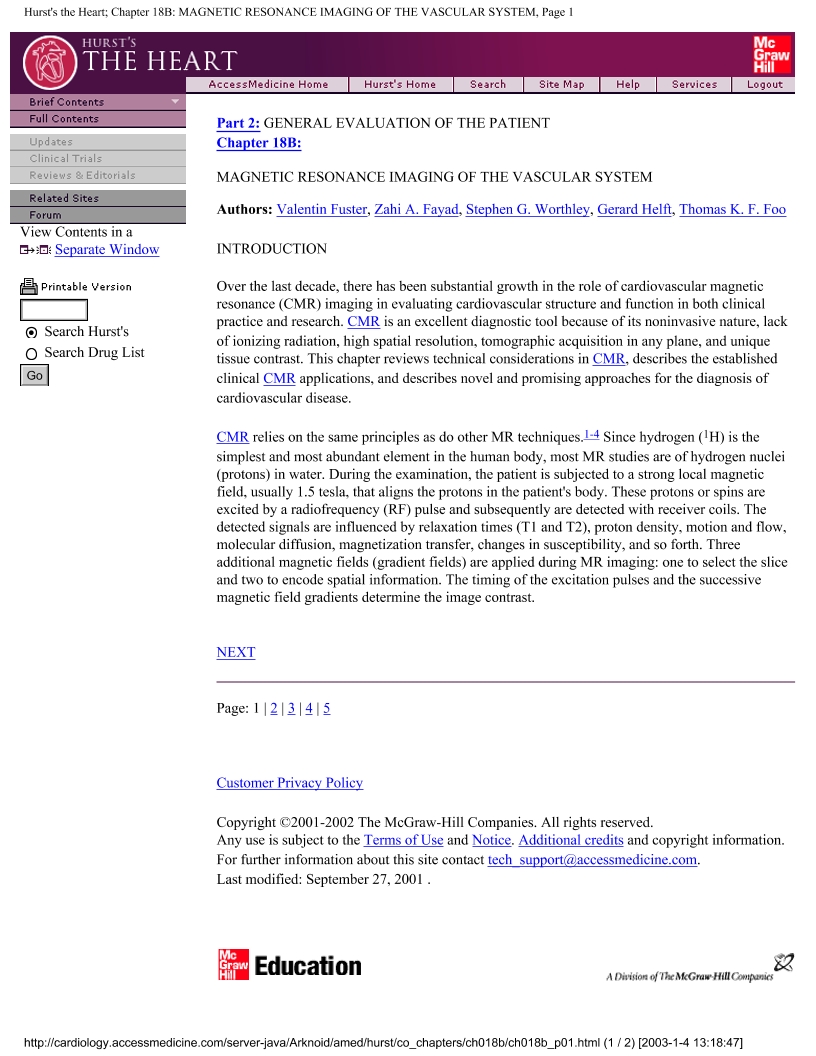 Hurst's the Heart; Chapter 18B: MAGNETIC RESONANCE IMAGING OF THE VASCULAR SYSTEM, Page 1
HURST'S
THE HEART
Mc
Graw
Hill
AccessMedicine Home
Hurst's Home
Search
Site Map
Help
Services
Logout
Brief Contents
Full Contents
Updates
Clinical Trials
Reviews & Editorials
Related Sites
Forum
View Contents in a
Separate Window
Printable Version
Search Hurst's
Search Drug List
Go
Part 2: GENERAL EVALUATION OF THE PATIENT
Chapter 18B:
MAGNETIC RESONANCE IMAGING OF THE VASCULAR SYSTEM
Authors: Valentin Fuster, Zahi A. Fayad, Stephen G. Worthley, Gerard Helft, Thomas K. F. Foo
INTRODUCTION
Over the last decade, there has been substantial growth in the role of cardiovascular magnetic
resonance (CMR) imaging in evaluating cardiovascular structure and function in both clinical
practice and research. CMR is an excellent diagnostic tool because of its noninvasive nature, lack
of ionizing radiation, high spatial resolution, tomographic acquisition in any plane, and unique
tissue contrast. This chapter reviews technical considerations in CMR, describes the established
clinical CMR applications, and describes novel and promising approaches for the diagnosis of
cardiovascular disease.
CMR relies on the same principles as do other MR techniques.1-4 Since hydrogen (1H) is the
simplest and most abundant element in the human body, most MR studies are of hydrogen nuclei
(protons) in water. During the examination, the patient is subjected to a strong local magnetic
field, usually 1.5 tesla, that aligns the protons in the patient's body. These protons or spins are
excited by a radiofrequency (RF) pulse and subsequently are detected with receiver coils. The
detected signals are influenced by relaxation times (T1 and T2), proton density, motion and flow,
molecular diffusion, magnetization transfer, changes in susceptibility, and so forth. Three
additional magnetic fields (gradient fields) are applied during MR imaging: one to select the slice
and two to encode spatial information. The timing of the excitation pulses and the successive
magnetic field gradients determine the image contrast.
NEXT
Page: 1 | 2 | 3 | 4 | 5
Customer Privacy Policy
Copyright ©2001-2002 The McGraw-Hill Companies. All rights reserved.
Any use is subject to the Terms of Use and Notice. Additional credits and copyright information.
For further information about this site contact tech_support@accessmedicine.com.
Last modified: September 27, 2001 .
Mc
Graw
Hill
Education
A Division of The McGraw-Hill Companies
http://cardiology.accessmedicine.com/server-java/Arknoid/amed/hurst/co_chapters/ch018b/ch018b_p01.html (1 / 2) [2003-1-4 13:18:47]